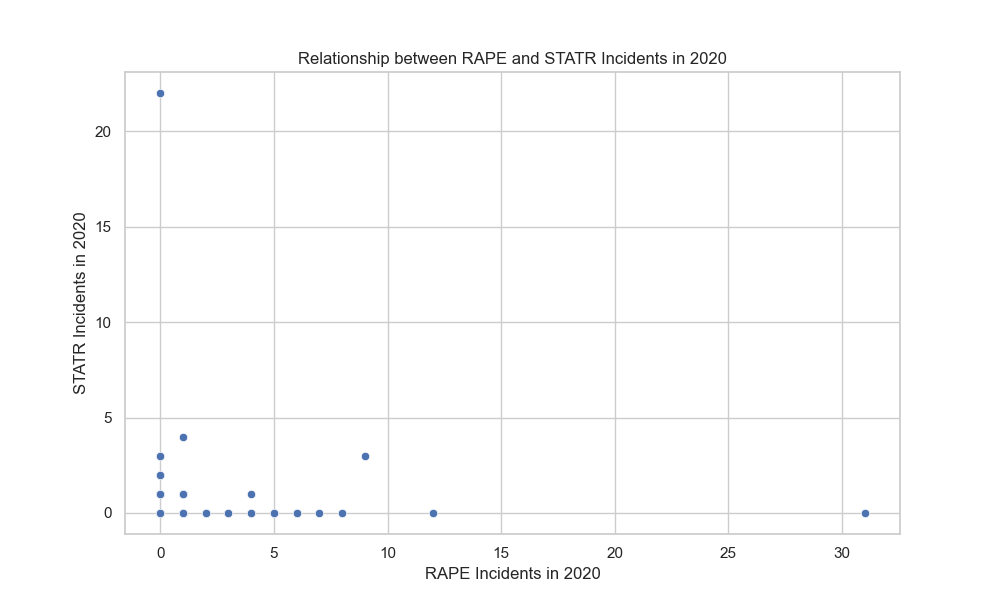 Relationship between RAPE and STATR Incidents in 2020
20
15
10
5
0
STATR Incidents in 2020
0 5 10 15 20 25 30
RAPE Incidents in 2020